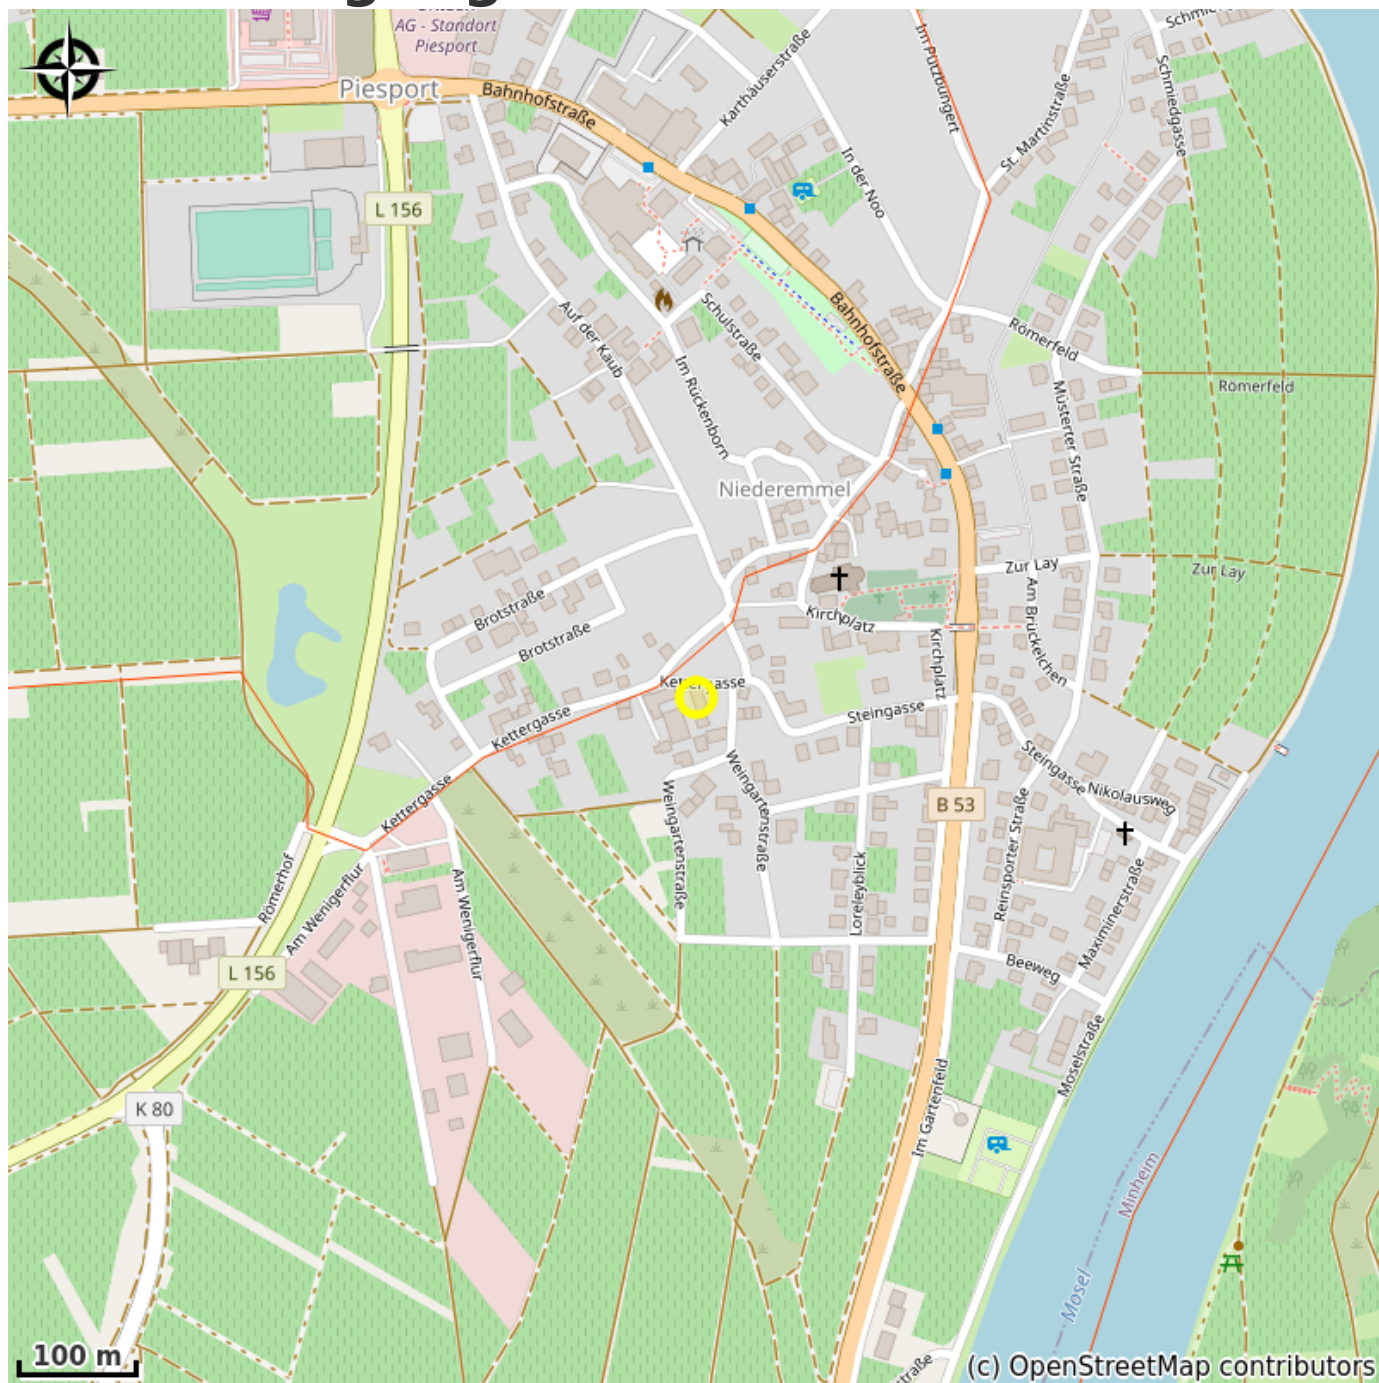 AG - Standort
Piesport
Piesport
Bahnhofstraße
Karthäuserstraße
Im Pützbungert
St. Martinstraße
Schmiedgasse
In der Noo
L 156
Auf der Kaub
Schulstraße
Bahnhofstraße
Römerfeld
Römerfeld
Im Rückenborn
Müsterter Straße
Niederemmel
Zur Lay
Zur Lay
Am Brückelchen
Brotstraße
Brotstraße
Kirchplatz
Kirchplatz
Kettergasse
Kettergasse
Steingasse
Steingasse
Nikolausweg
Kettergasse
Weingartenstraße
Weingartenstraße
B 53
Reinsporter Straße
Loreleyblick
Maximinerstraße
Römerhof
Am Wenigerflur
Am Wenigerflur
L 156
Beeweg
Moselstraße
Im Gartenfeld
K 80
Minheim
Mosel
100 m
(c) OpenStreetMap contributors